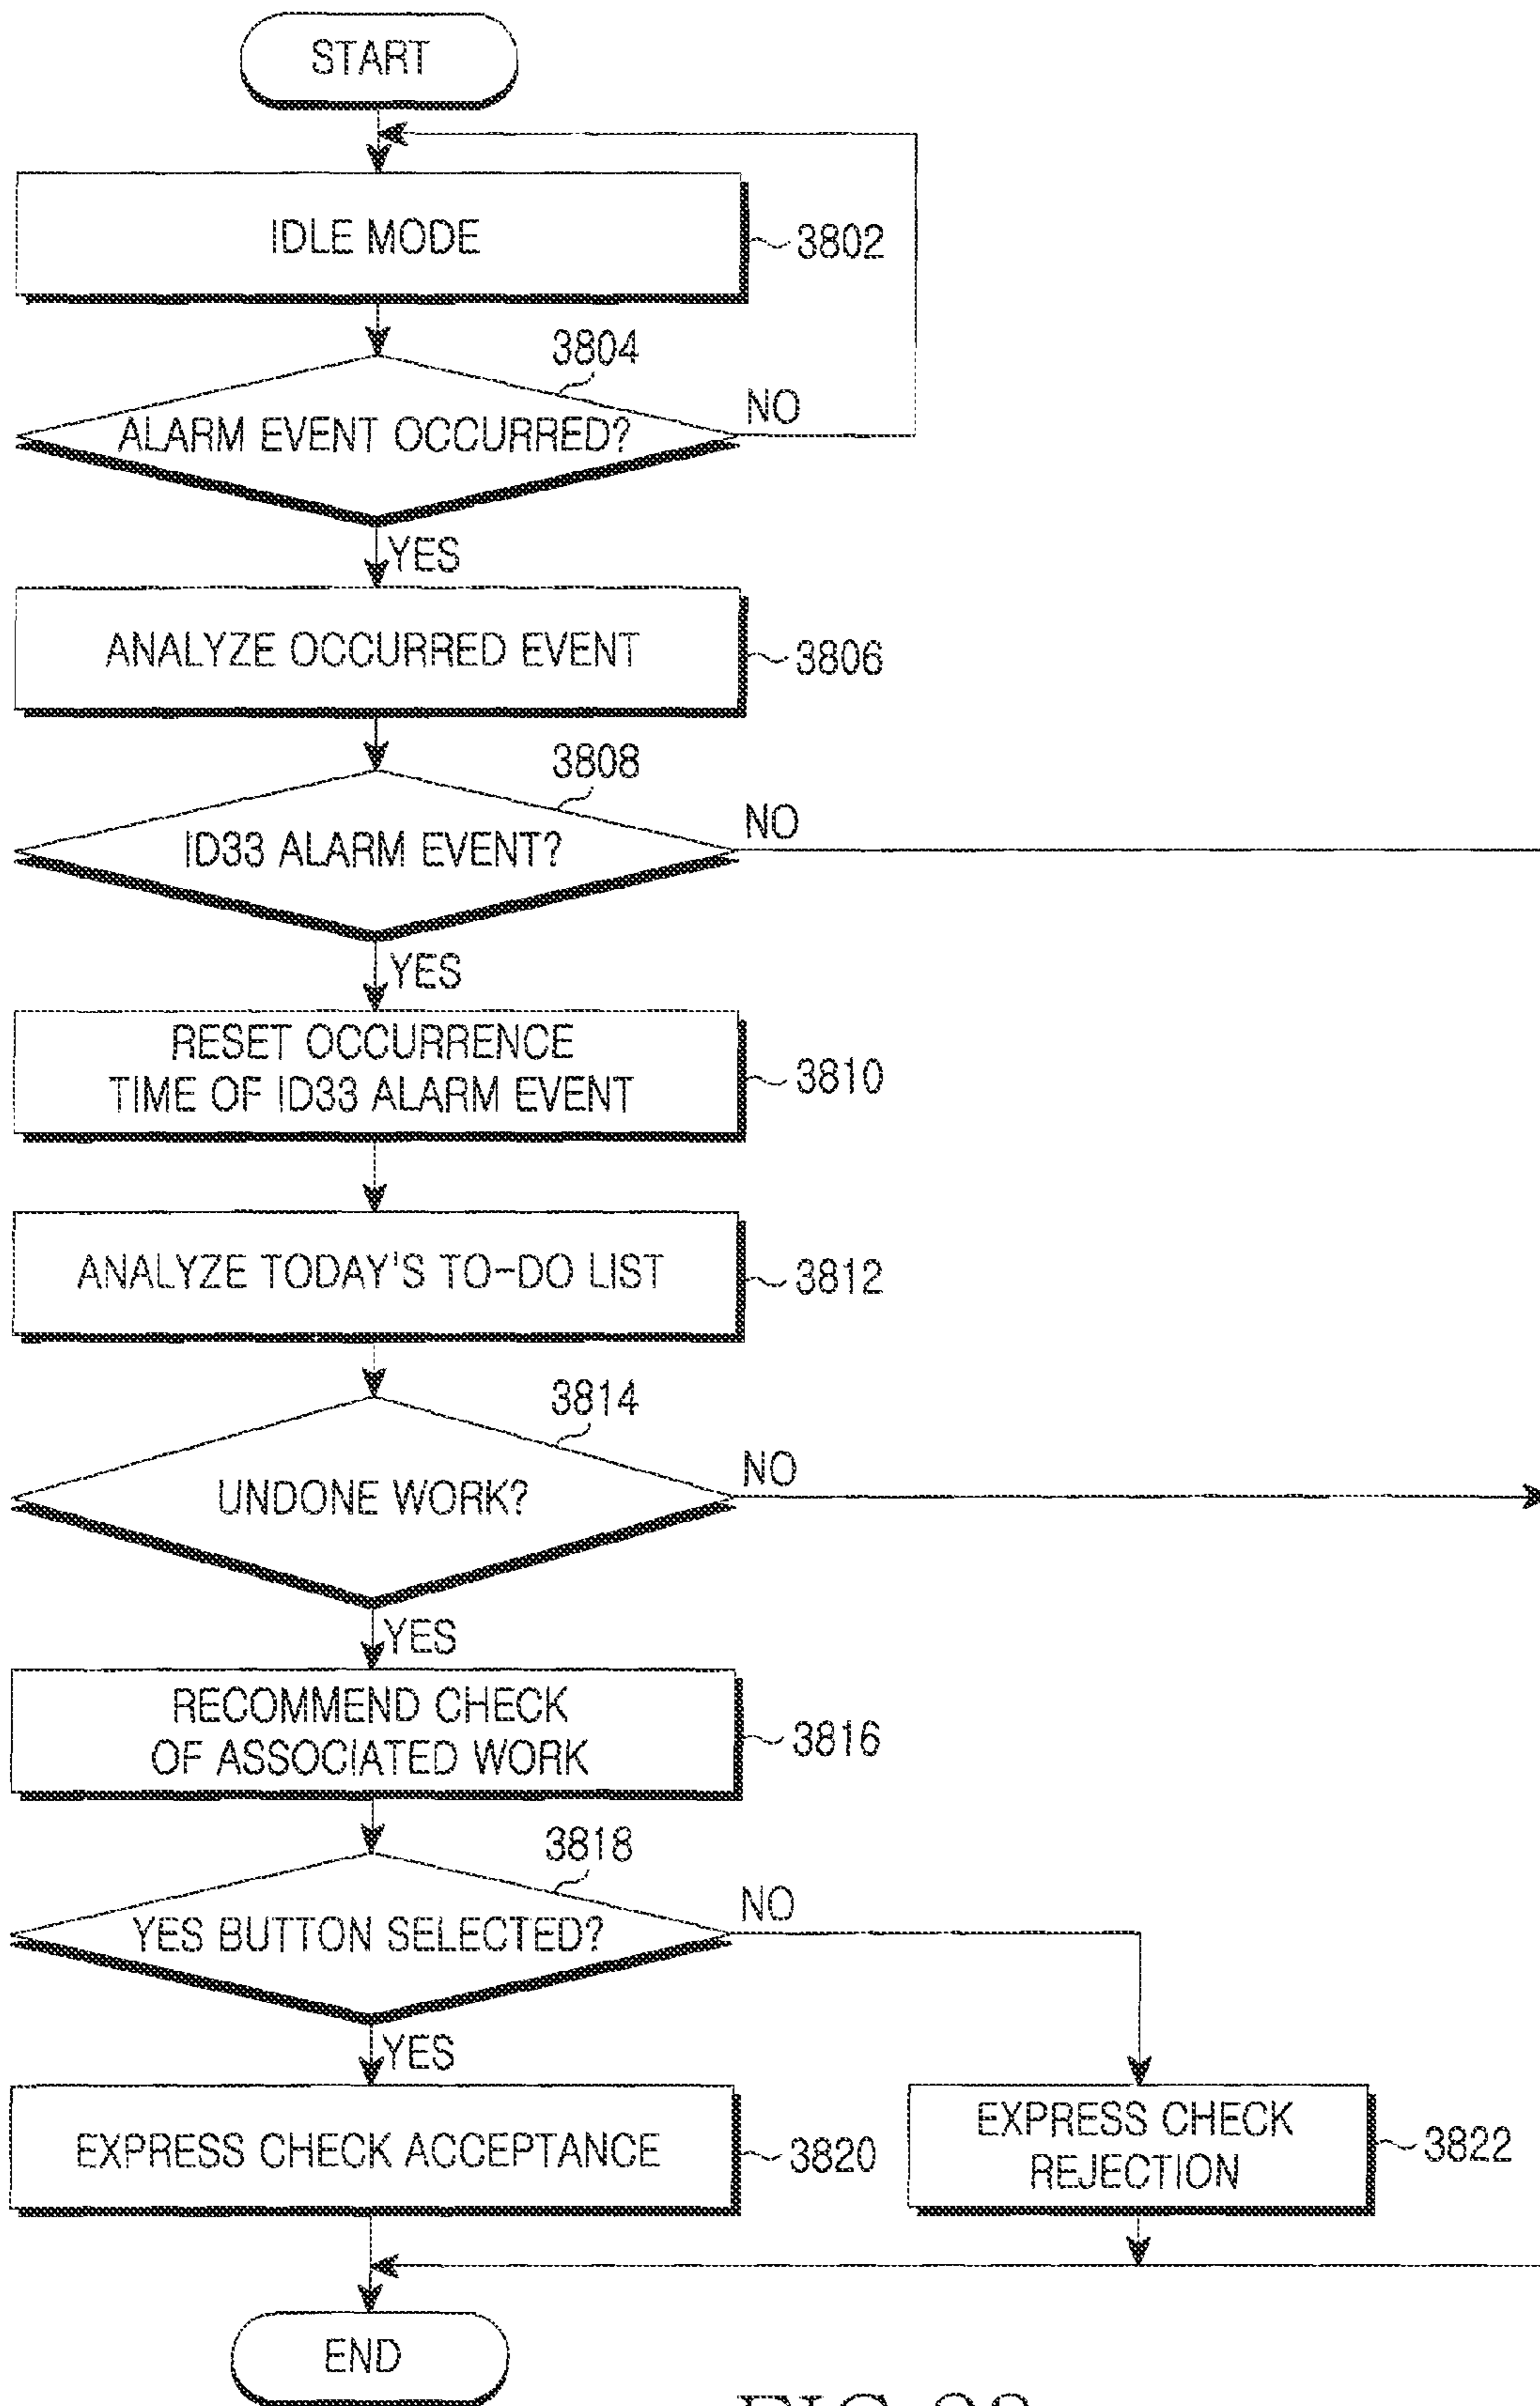 START
IDLE MODE
3802
3804
ALARM EVENT OCCURRED?
NO
YES
ANALYZE OCCURRED EVENT
3806
3808
ID33 ALARM EVENT?
NO
YES
RESET OCCURRENCE
TIME OF ID33 ALARM EVENT
3810
ANALYZE TODAY'S TO-DO LIST
3812
3814
UNDONE WORK?
NO
YES
RECOMMEND CHECK
OF ASSOCIATED WORK
3816
3818
YES BUTTON SELECTED?
NO
YES
EXPRESS CHECK ACCEPTANCE
3820
EXPRESS CHECK
REJECTION
3822
END